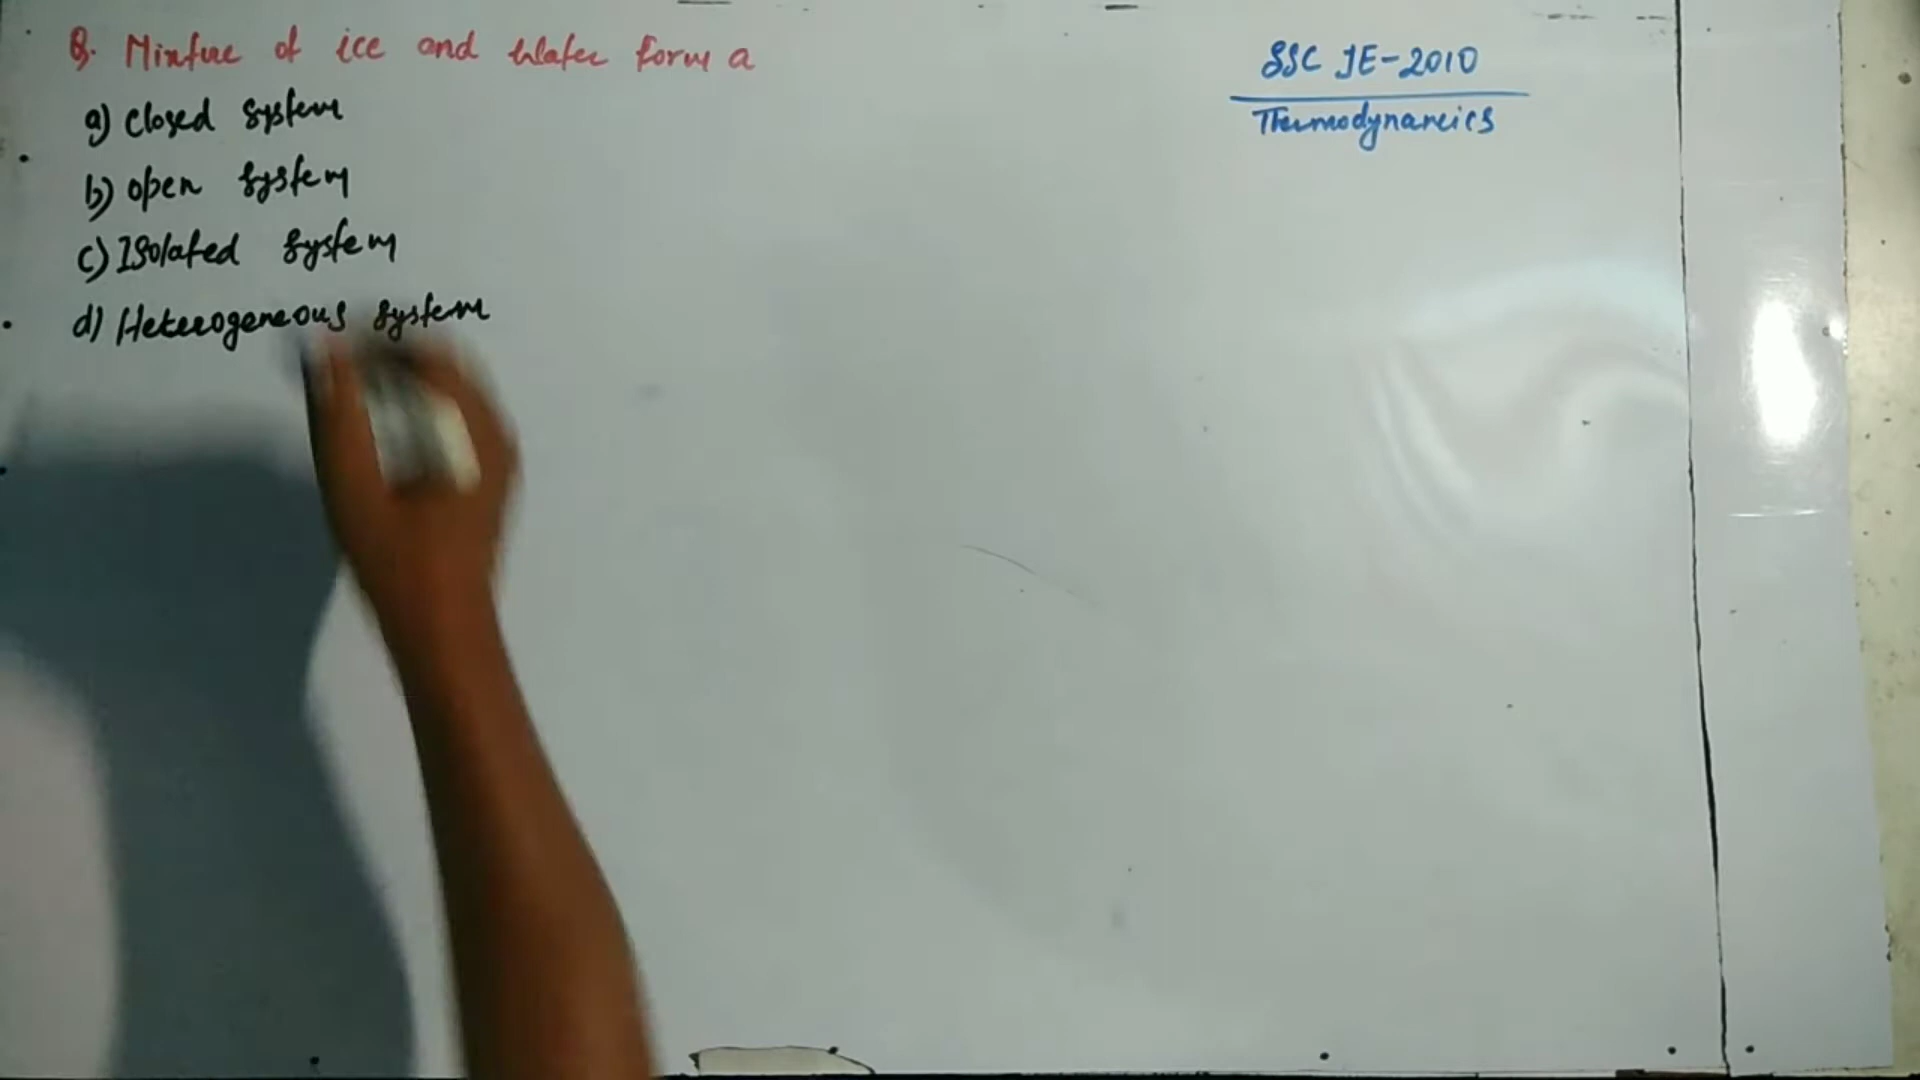 Q. Mixture of ice and water form a
a) closed system
b) open system
c) Isolated system
d) Heterogeneous system
SSC JE-2010
Thermodynamics